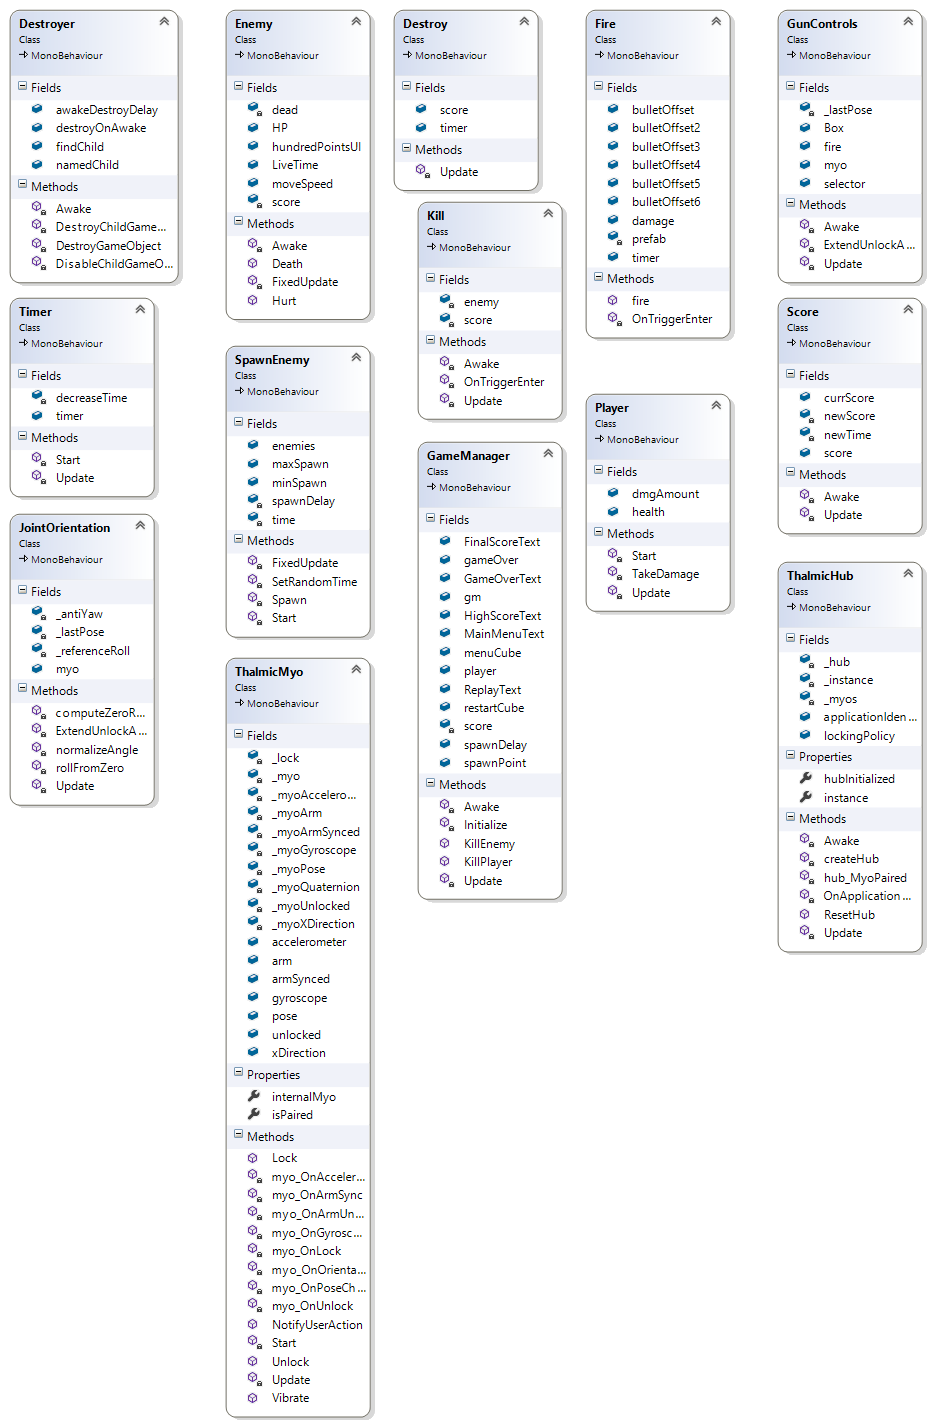 Destroyer
Class
MonoBehaviour
Fields
awakeDestroyDelay
destroyOnAwake
findChild
namedChild
Methods
Awake
DestroyChildGame...
DestroyGameObject
DisableChildGameO...
Timer
Class
MonoBehaviour
Fields
decreaseTime
timer
Methods
Start
Update
JointOrientation
Class
MonoBehaviour
Fields
_antiYaw
_lastPose
_referenceRoll
myo
Methods
computeZeroR...
ExtendUnlockA...
normalizeAngle
rollFromZero
Update
Enemy
Class
MonoBehaviour
Fields
dead
HP
hundredPointsUI
LiveTime
moveSpeed
score
Methods
Awake
Death
FixedUpdate
Hurt
SpawnEnemy
Class
MonoBehaviour
Fields
enemies
maxSpawn
minSpawn
spawnDelay
time
Methods
FixedUpdate
SetRandomTime
Spawn
Start
ThalmicMyo
Class
MonoBehaviour
Fields
_lock
_myo
_myoAccelero...
_myoArm
_myoArmSynced
_myoGyroscope
_myoPose
_myoQuaternion
_myoUnlocked
_myoXDirection
accelerometer
arm
armSynced
gyroscope
pose
unlocked
xDirection
Properties
internalMyo
isPaired
Methods
Lock
myo_OnAcceler...
myo_OnArmSync
myo_OnArmUn...
myo_OnGyrosc...
myo_OnLock
myo_OnOrienta...
myo_OnPoseCh...
myo_OnUnlock
NotifyUserAction
Start
Unlock
Update
Vibrate
Destroy
Class
MonoBehaviour
Fields
score
timer
Methods
Update
Kill
Class
MonoBehaviour
Fields
enemy
score
Methods
Awake
OnTriggerEnter
Update
GameManager
Class
MonoBehaviour
Fields
FinalScoreText
gameOver
GameOverText
gm
HighScoreText
MainMenuText
menuCube
player
ReplayText
restartCube
score
spawnDelay
spawnPoint
Methods
Awake
Initialize
KillEnemy
KillPlayer
Update
Fire
Class
MonoBehaviour
Fields
bulletOffset
bulletOffset2
bulletOffset3
bulletOffset4
bulletOffset5
bulletOffset6
damage
prefab
timer
Methods
fire
OnTriggerEnter
Player
Class
MonoBehaviour
Fields
dmgAmount
health
Methods
Start
TakeDamage
Update
GunControls
Class
MonoBehaviour
Fields
_lastPose
Box
fire
myo
selector
Methods
Awake
ExtendUnlockA...
Update
Score
Class
MonoBehaviour
Fields
currScore
newScore
newTime
score
Methods
Awake
Update
ThalmicHub
Class
MonoBehaviour
Fields
_hub
_instance
_myos
applicationIden...
lockingPolicy
Properties
hubInitialized
instance
Methods
Awake
createHub
hub_MyoPaired
OnApplication...
ResetHub
Update